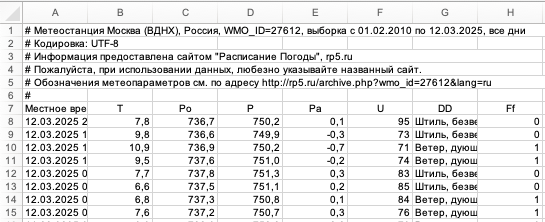 A B C D E F G H
1 # Метеостанция Москва (ВДНХ), Россия, WMO_ID=27612, выборка с 01.02.2010 по 12.03.2025, все дни
2 # Кодировка: UTF-8
3 # Информация предоставлена сайтом "Расписание Погоды", rp5.ru
4 # Пожалуйста, при использовании данных, любезно указывайте названный сайт.
5 # Обозначения метеопараметров см. по адресу http://rp5.ru/archive.php?wmo_id=27612&lang=ru
6 #
7 Местное вре T Po P Pa U DD Ff
8 12.03.2025 2 7,8 736,7 750,2 0,1 95 Штиль, безве 0
9 12.03.2025 1 9,8 736,6 749,9 -0,3 73 Штиль, безве 0
10 12.03.2025 1 10,9 736,9 750,2 -0,7 71 Ветер, дующ 1
11 12.03.2025 1 9,5 737,6 751,0 -0,2 74 Ветер, дующ 1
12 12.03.2025 0 7,7 737,8 751,3 0,3 83 Штиль, безве 0
13 12.03.2025 0 6,6 737,5 751,1 0,2 85 Штиль, безве 0
14 12.03.2025 0 6,8 737,3 750,8 0,1 84 Ветер, дующ 1
15 12.03.2025 0 7,6 737,2 750,7 0,3 76 Ветер, дующ 1